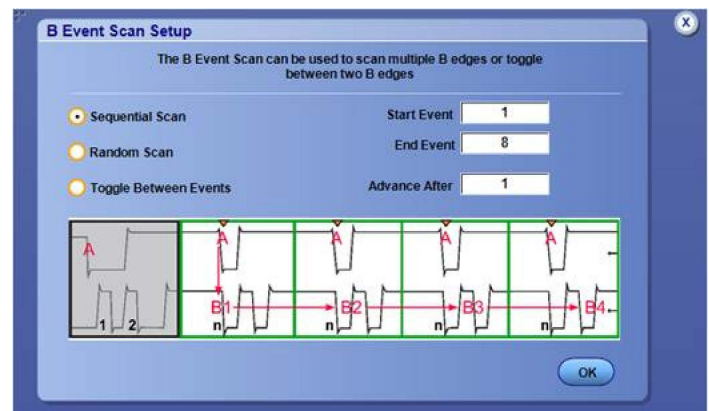 B Event Scan Setup
X
The B Event Scan can be used to scan multiple B edges or toggle
between two B edges
Sequential Scan
Start Event 1
Random Scan
End Event 8
Toggle Between Events
Advance After 1
A A A A A
B1 B2 B3 B4
1 2 n n n n
OK